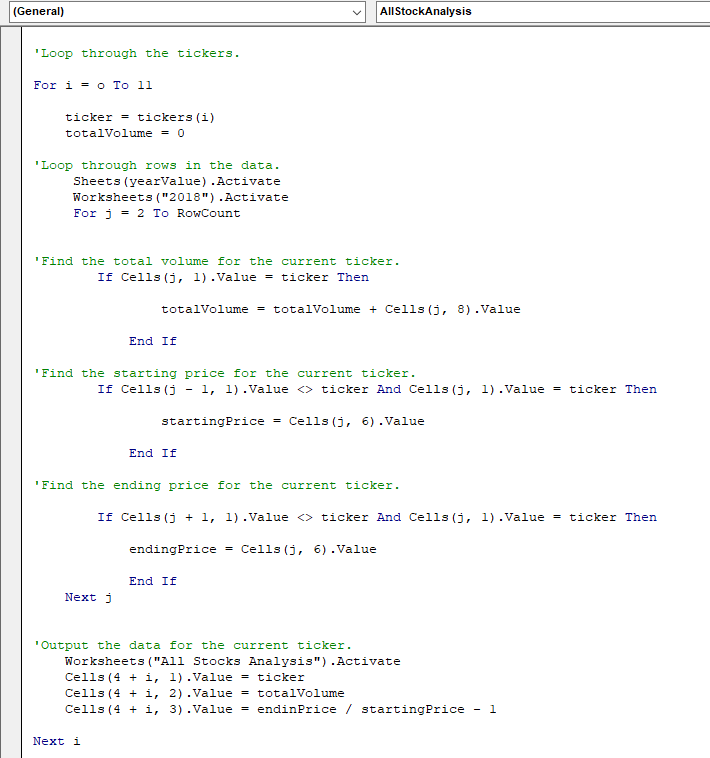 (General)
AllStockAnalysis
'Loop through the tickers.
For i = o To 11
ticker = tickers(i)
totalVolume = 0
'Loop through rows in the data.
Sheets(yearValue).Activate
Worksheets("2018").Activate
For j = 2 To RowCount
'Find the total volume for the current ticker.
If Cells(j, 1).Value = ticker Then
totalVolume = totalVolume + Cells(j, 8).Value
End If
'Find the starting price for the current ticker.
If Cells(j - 1, 1).Value <> ticker And Cells(j, 1).Value = ticker Then
startingPrice = Cells(j, 6).Value
End If
'Find the ending price for the current ticker.
If Cells(j + 1, 1).Value <> ticker And Cells(j, 1).Value = ticker Then
endingPrice = Cells(j, 6).Value
End If
Next j
'Output the data for the current ticker.
Worksheets("All Stocks Analysis").Activate
Cells(4 + i, 1).Value = ticker
Cells(4 + i, 2).Value = totalVolume
Cells(4 + i, 3).Value = endinPrice / startingPrice - 1
Next i